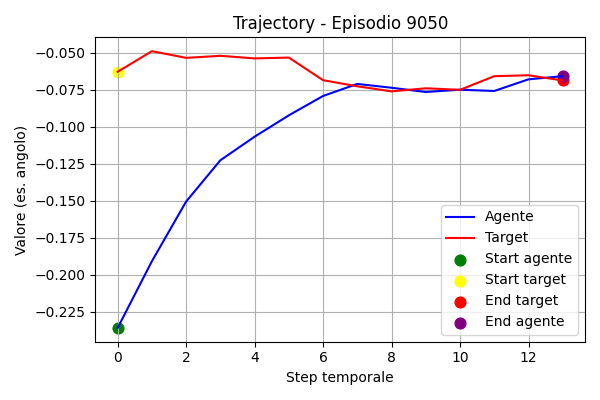 Trajectory - Episodio 9050
Valore (es. angolo)
−0.050
−0.075
−0.100
−0.125
−0.150
−0.175
−0.200
−0.225
Agente
Target
Start agente
Start target
End target
End agente
0 2 4 6 8 10 12
Step temporale